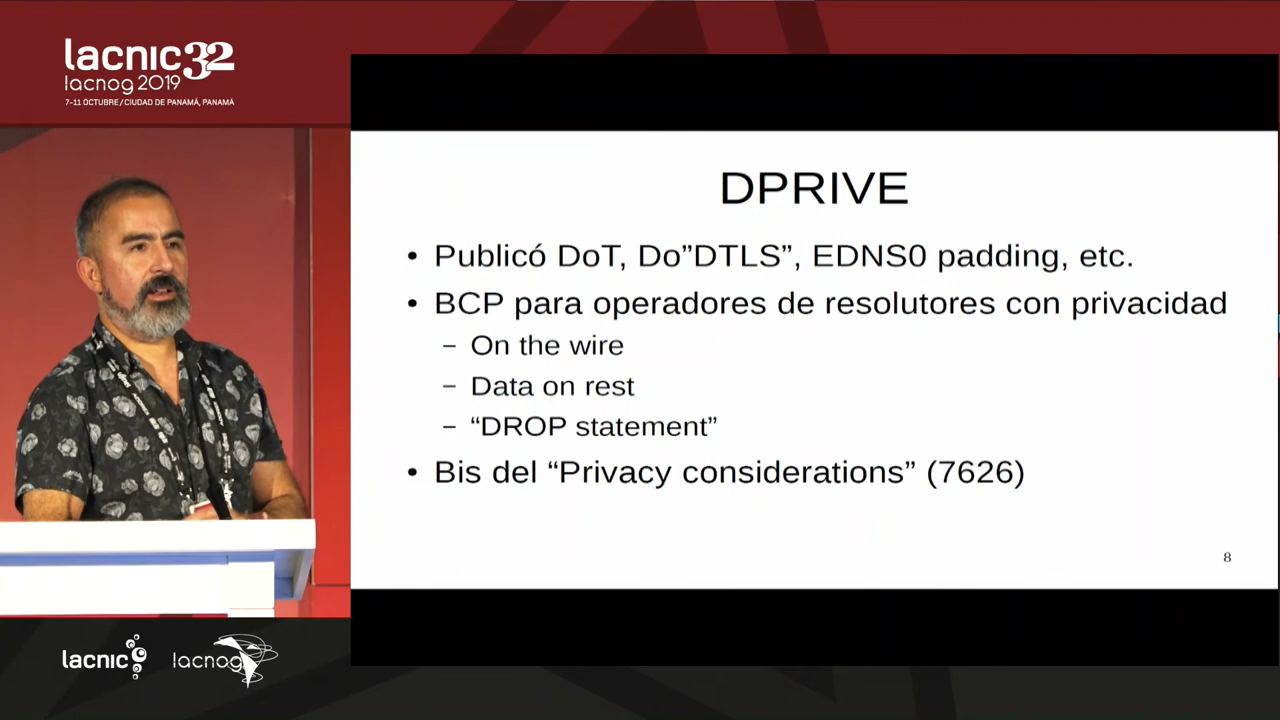 lacnic32
lacnog 2019
7-11 OCTUBRE / CIUDAD DE PANAMÁ, PANAMÁ
DPRIVE
• Publicó DoT, Do”DTLS”, EDNS0 padding, etc.
• BCP para operadores de resolutores con privacidad
– On the wire
– Data on rest
– “DROP statement”
• Bis del “Privacy considerations” (7626)
8
lacnic
lacnog